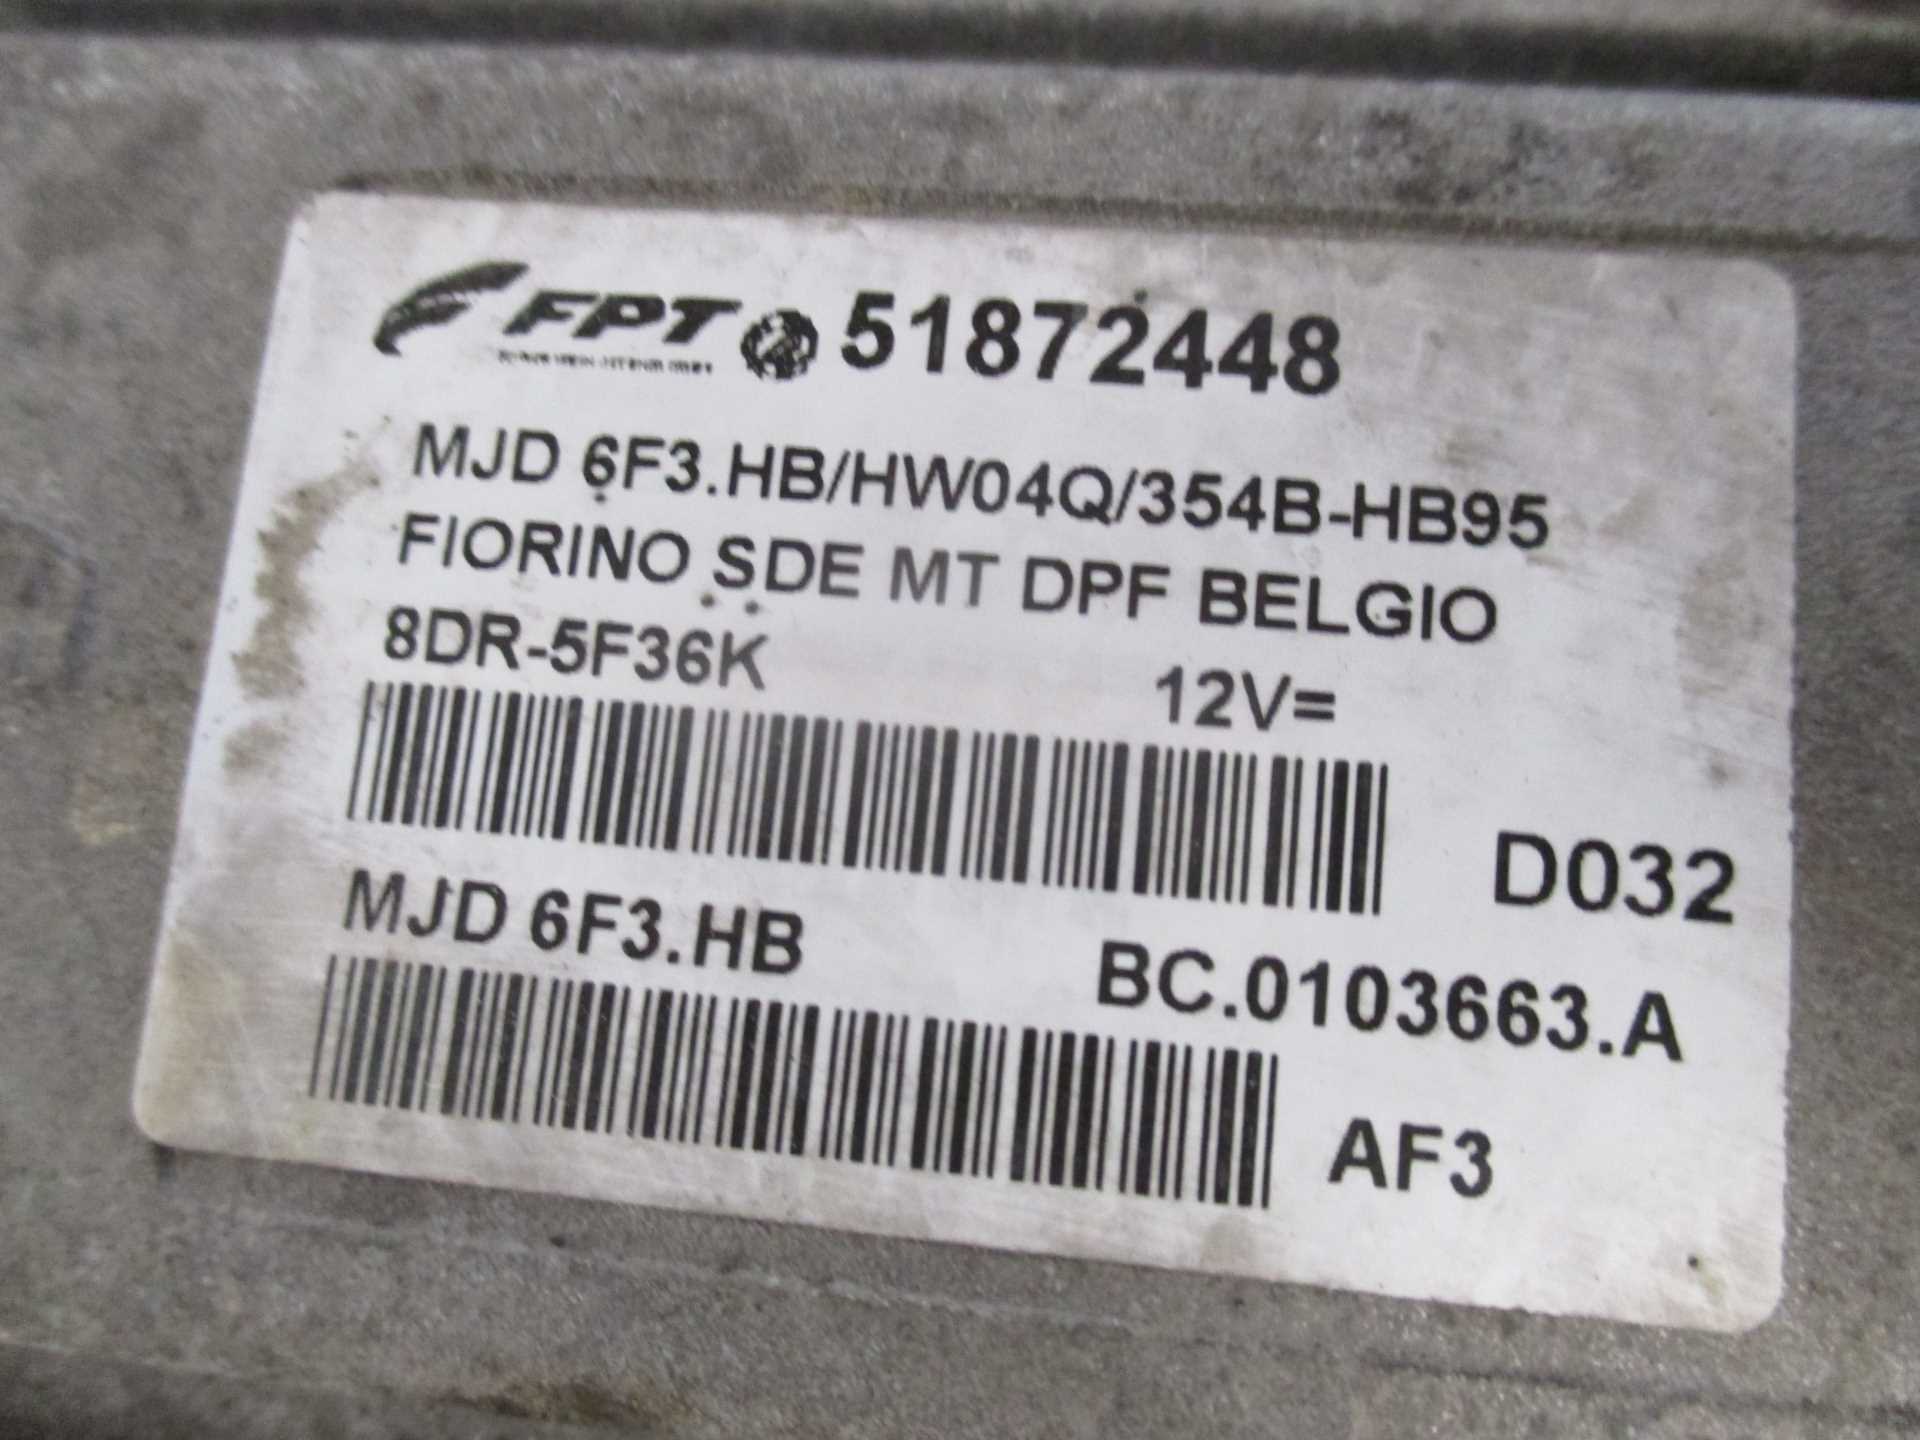 FPT 51872448
MJD 6F3.HB/HW04Q/354B-HB95
FIORINO SDE MT DPF BELGIO
8DR-5F36K 12V=
D032
MJD 6F3.HB BC.0103663.A
AF3